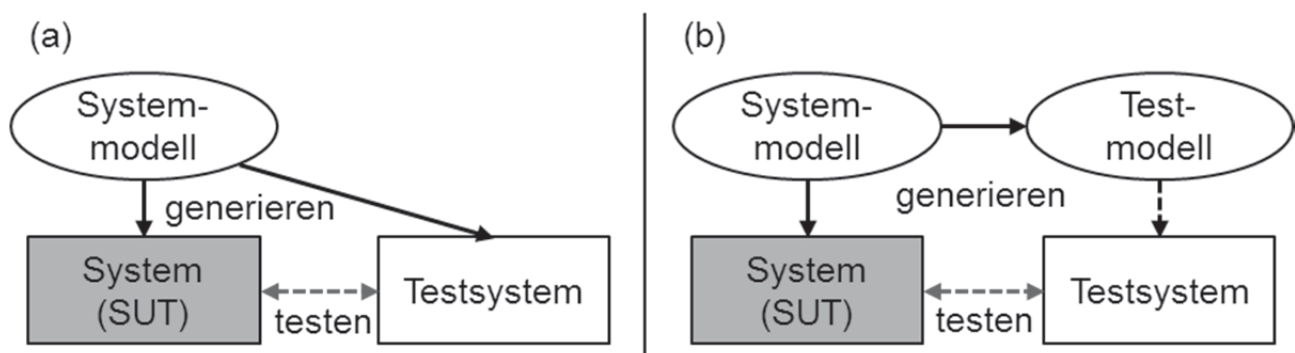 (a)
System-
modell
generieren
System
(SUT)
testen
Testsystem
(b)
System-
modell
Test-
modell
generieren
System
(SUT)
testen
Testsystem